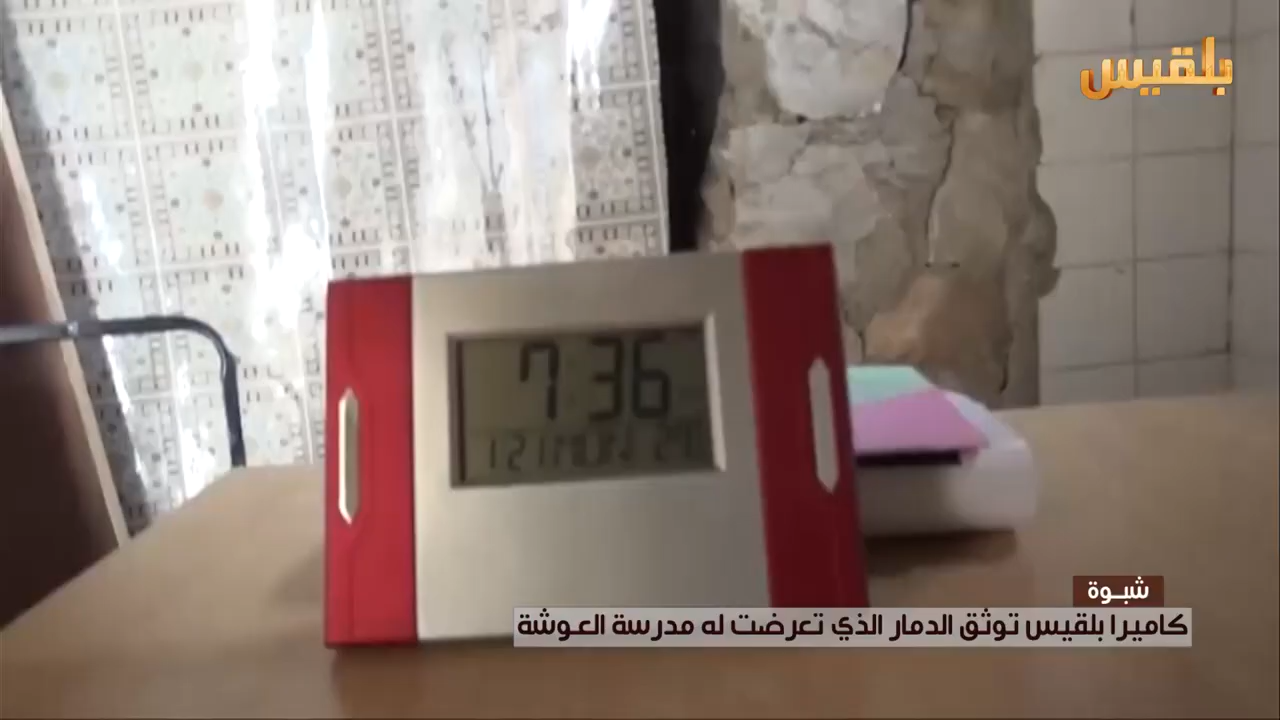 بلقيس
7:36
شبوة
كاميرا بلقيس توثق الدمار الذي تعرضت له مدرسة العوشة